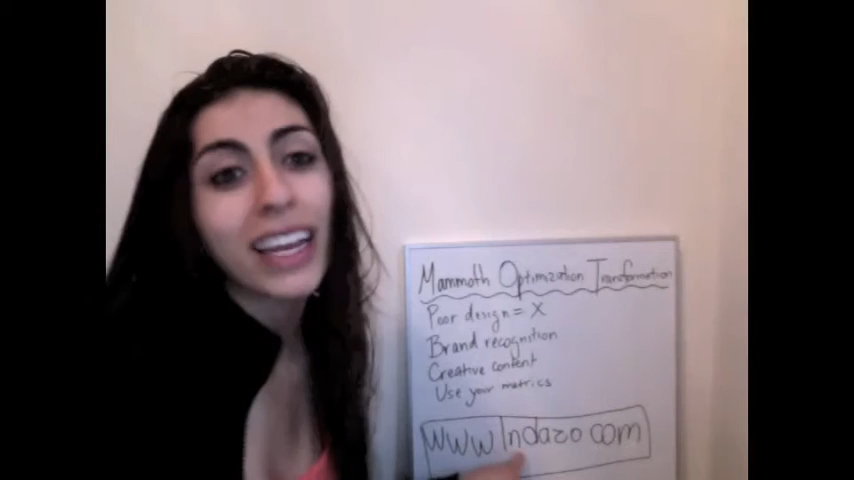 Mammoth Optimization Transformation
Poor design = X
Brand recognition
Creative content
Use your metrics
www Indazo com